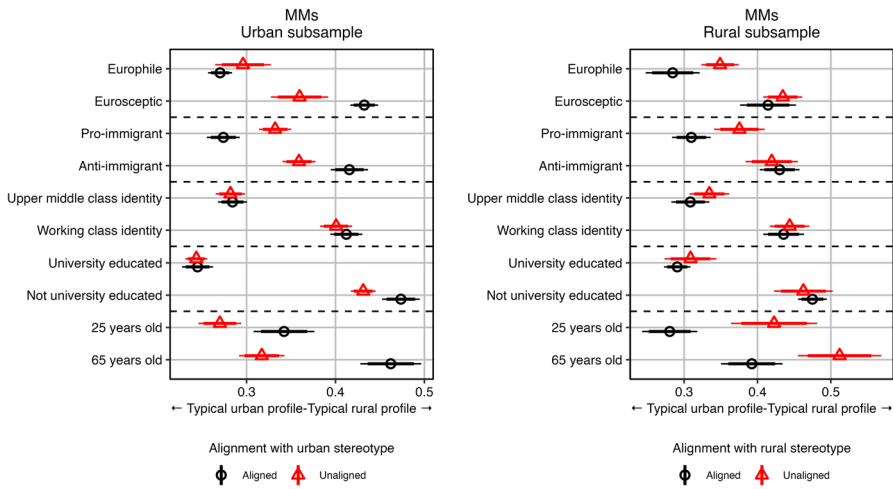 MMs
Urban subsample
Europhile
Eurosceptic
Pro-immigrant
Anti-immigrant
Upper middle class identity
Working class identity
University educated
Not university educated
25 years old
65 years old
0.3 0.4 0.5
← Typical urban profile-Typical rural profile →
Alignment with urban stereotype
Aligned Unaligned
MMs
Rural subsample
Europhile
Eurosceptic
Pro-immigrant
Anti-immigrant
Upper middle class identity
Working class identity
University educated
Not university educated
25 years old
65 years old
0.3 0.4 0.5
← Typical urban profile-Typical rural profile →
Alignment with rural stereotype
Aligned Unaligned